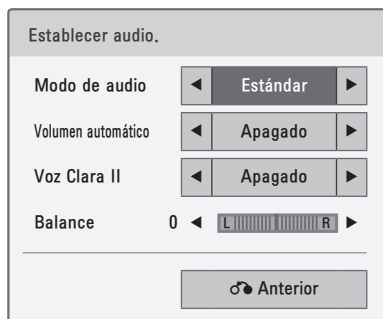 Establecer audio.
Modo de audio ◀ Estándar ▶
Volumen automático ◀ Apagado ▶
Voz Clara II ◀ Apagado ▶
Balance 0 ◀ L R ▶
Anterior